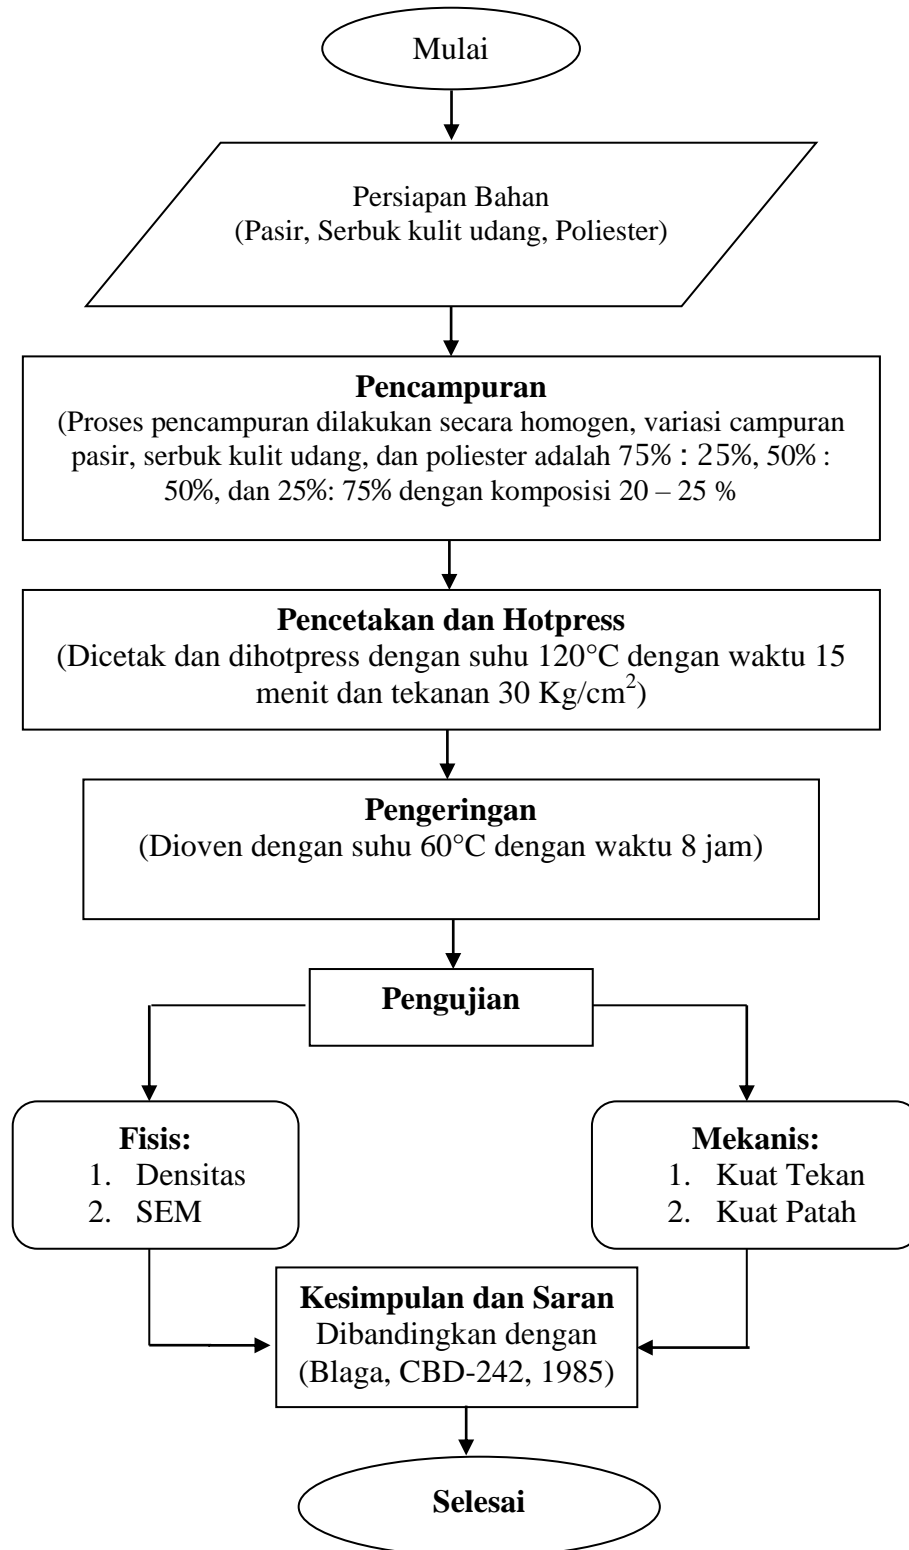 Mulai
Persiapan Bahan
(Pasir, Serbuk kulit udang, Poliester)
Pencampuran
(Proses pencampuran dilakukan secara homogen, variasi campuran
pasir, serbuk kulit udang, dan poliester adalah 75% : 25%, 50% :
50%, dan 25%: 75% dengan komposisi 20 – 25 %
Pencetakan dan Hotpress
(Dicetak dan dihotpress dengan suhu 120°C dengan waktu 15
menit dan tekanan 30 Kg/cm²)
Pengeringan
(Dioven dengan suhu 60°C dengan waktu 8 jam)
Pengujian
Fisis:
1. Densitas
2. SEM
Mekanis:
1. Kuat Tekan
2. Kuat Patah
Kesimpulan dan Saran
Dibandingkan dengan
(Blaga, CBD-242, 1985)
Selesai